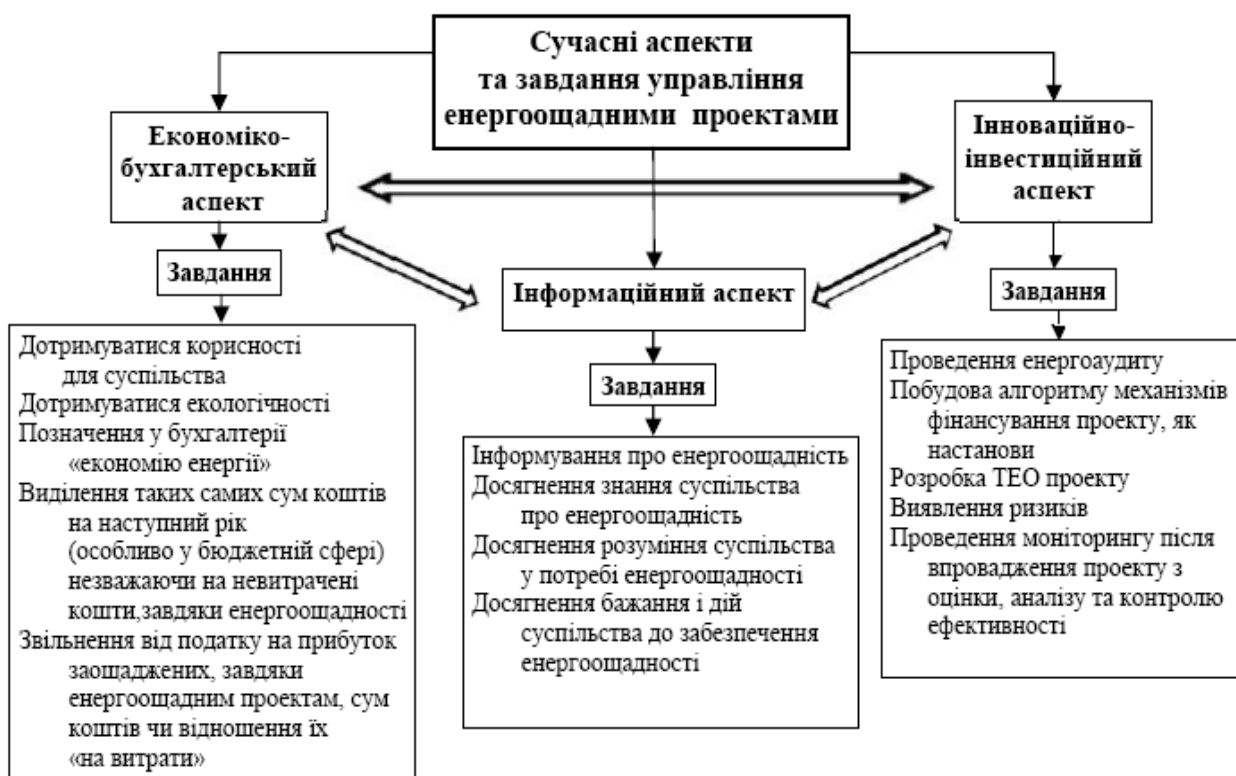 Сучасні аспекти
та завдання управління
енергоощадними проектами
Економіко-
бухгалтерський
аспект
Завдання
Дотримуватися корисності
для суспільства
Дотримуватися екологічності
Позначення у бухгалтерії
«економію енергії»
Виділення таких самих сум коштів
на наступний рік
(особливо у бюджетній сфері)
незважаючи на невитрачені
кошти,завдяки енергоощадності
Звільнення від податку на прибуток
заощаджених, завдяки
енергоощадним проектам, сум
коштів чи відношення їх
«на витрати»
Інформаційний аспект
Завдання
Інформування про енергоощадність
Досягнення знання суспільства
про енергоощадність
Досягнення розуміння суспільства
у потребі енергоощадності
Досягнення бажання і дій
суспільства до забезпечення
енергоощадності
Інноваційно-
інвестиційний
аспект
Завдання
Проведення енергоаудиту
Побудова алгоритму механізмів
фінансування проекту, як
настанови
Розробка ТЕО проекту
Виявлення ризиків
Проведення моніторингу після
впровадження проекту з
оцінки, аналізу та контролю
ефективності